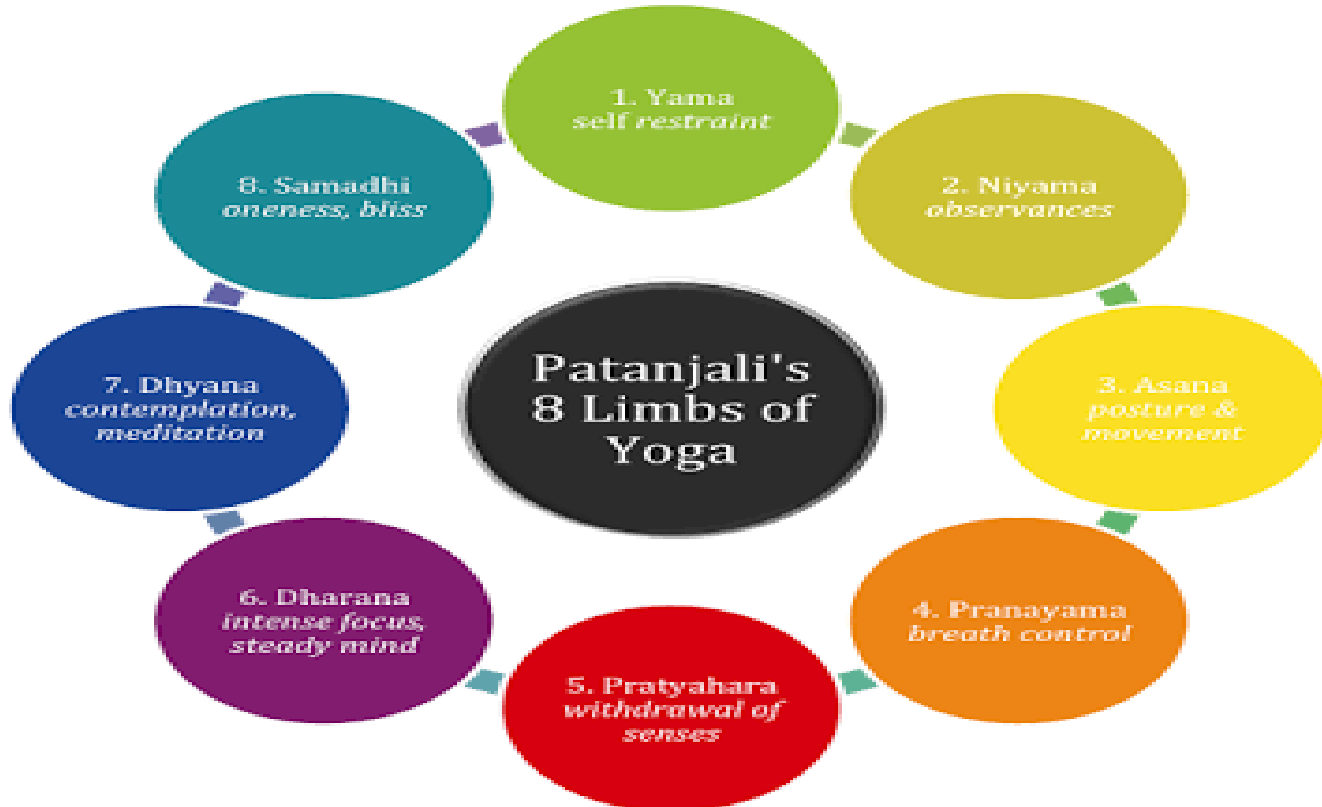 1. Yama
self restraint
2. Niyama
observances
3. Asana
posture &
movement
4. Pranayama
breath control
5. Pratyahara
withdrawal of
senses
6. Dharana
intense focus,
steady mind
7. Dhyana
contemplation,
meditation
8. Samadhi
oneness, bliss
Patanjali's
8 Limbs of
Yoga